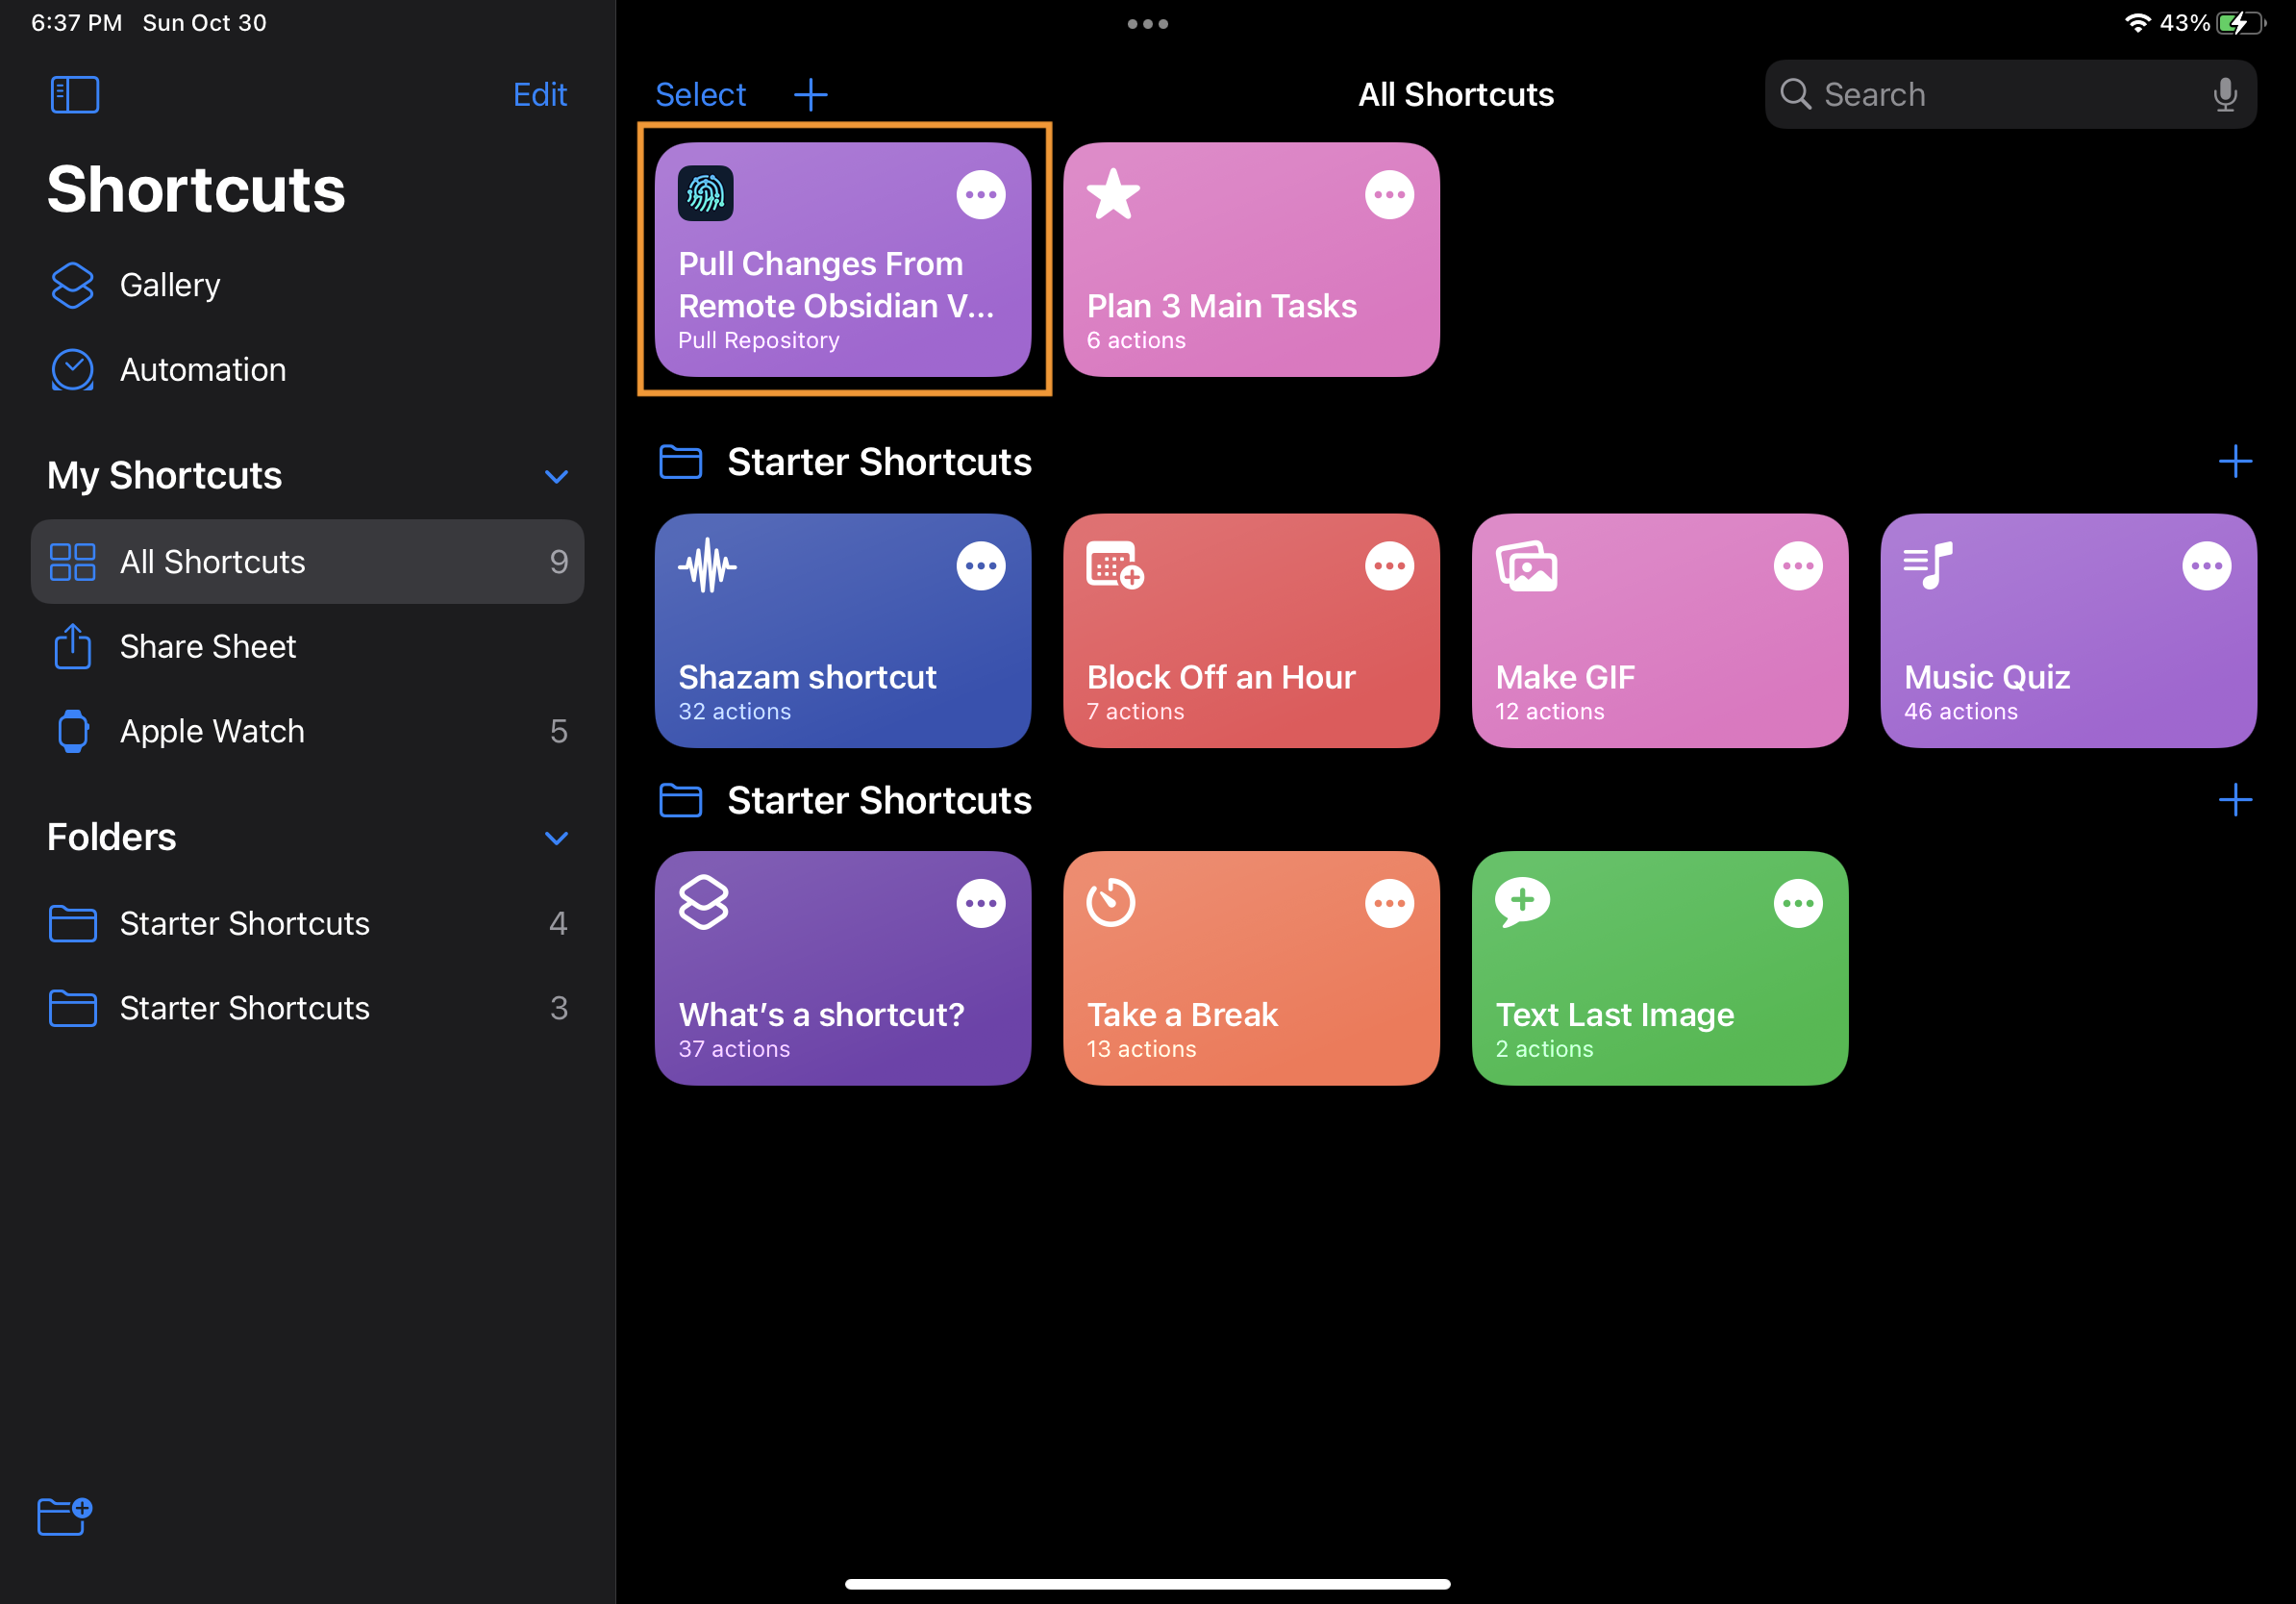 6:37 PM Sun Oct 30
43%
Edit
Shortcuts
Gallery
Automation
My Shortcuts
All Shortcuts 9
Share Sheet
Apple Watch 5
Folders
Starter Shortcuts 4
Starter Shortcuts 3
Select
All Shortcuts
Search
Pull Changes From
Remote Obsidian V...
Pull Repository
Plan 3 Main Tasks
6 actions
Starter Shortcuts
Shazam shortcut
32 actions
Block Off an Hour
7 actions
Make GIF
12 actions
Music Quiz
46 actions
Starter Shortcuts
What’s a shortcut?
37 actions
Take a Break
13 actions
Text Last Image
2 actions